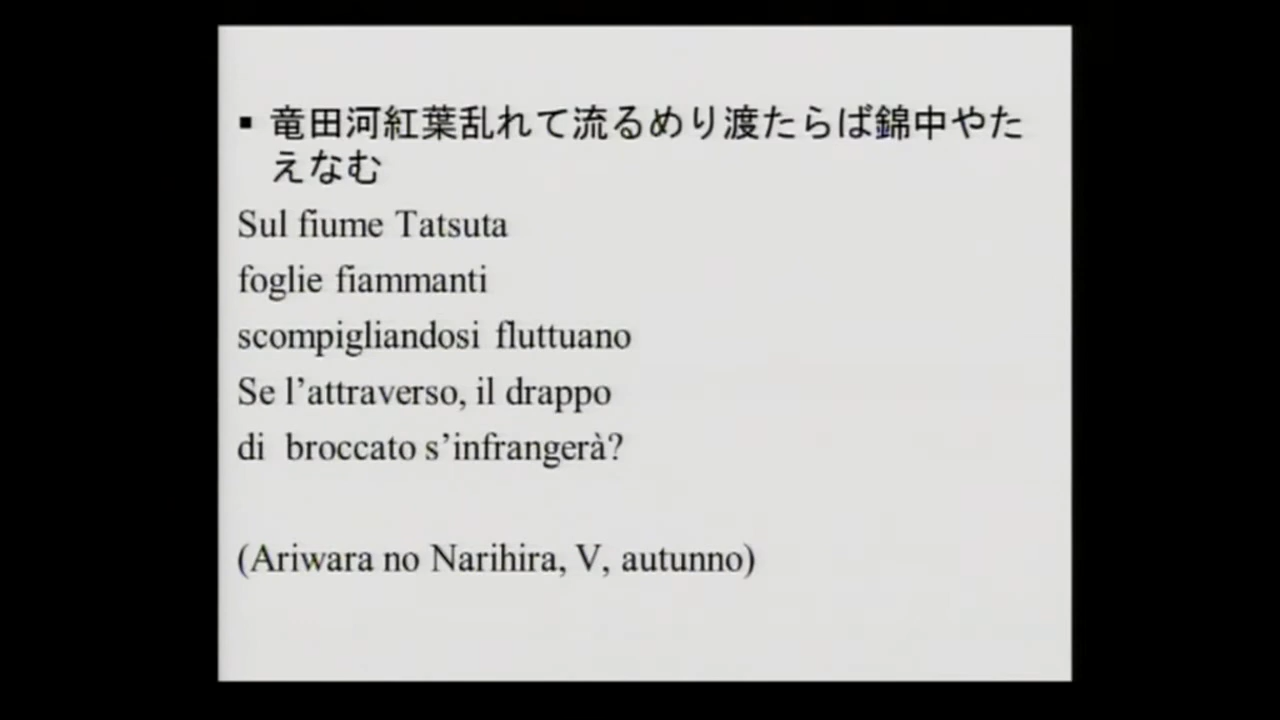 ▪ 竜田河紅葉乱れて流るめり渡たらば錦中やた
えなむ
Sul fiume Tatsuta
foglie fiammanti
scompigliandosi fluttuano
Se l’attraverso, il drappo
di broccato s’infrangerà?
(Ariwara no Narihira, V, autunno)